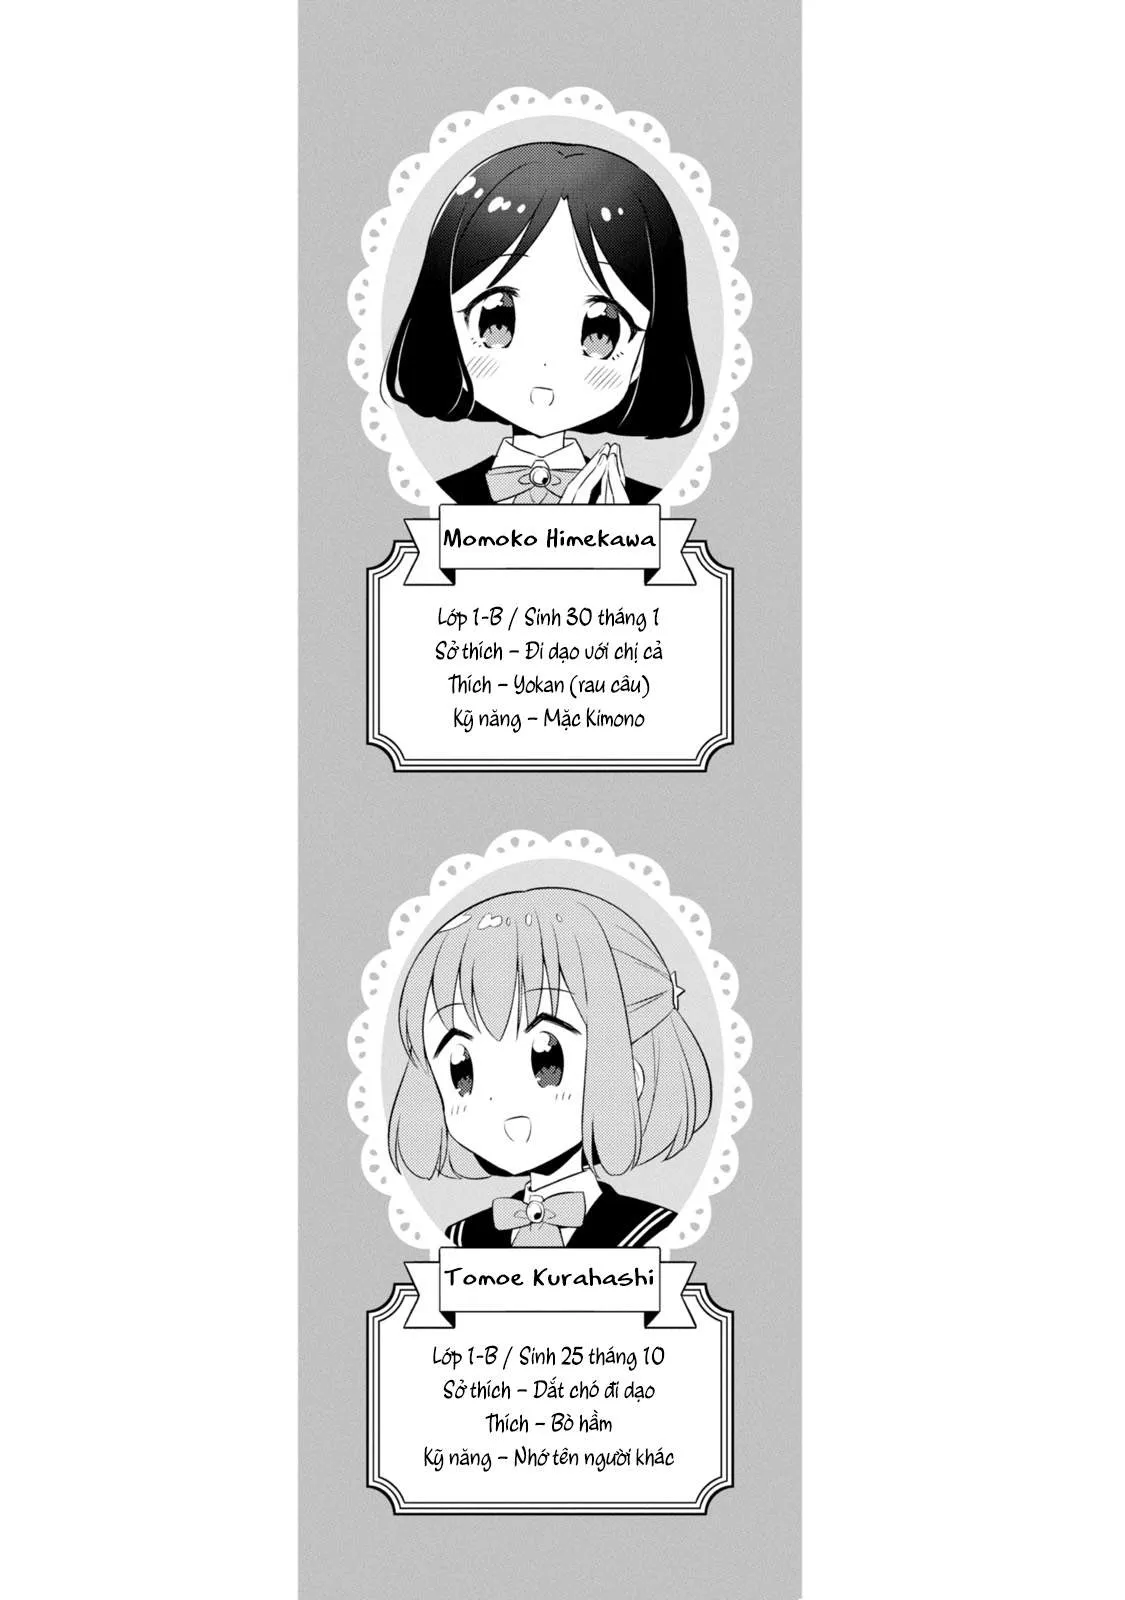 Momoko Himekawa
Lớp 1-B / Sinh 30 tháng 1
Sở thích – Đi dạo với chị cả
Thích – Yokan (rau câu)
Kỹ năng – Mặc Kimono
Tomoe Kurahashi
Lớp 1-B / Sinh 25 tháng 10
Sở thích – Dắt chó đi dạo
Thích – Bò hầm
Kỹ năng – Nhớ tên người khác